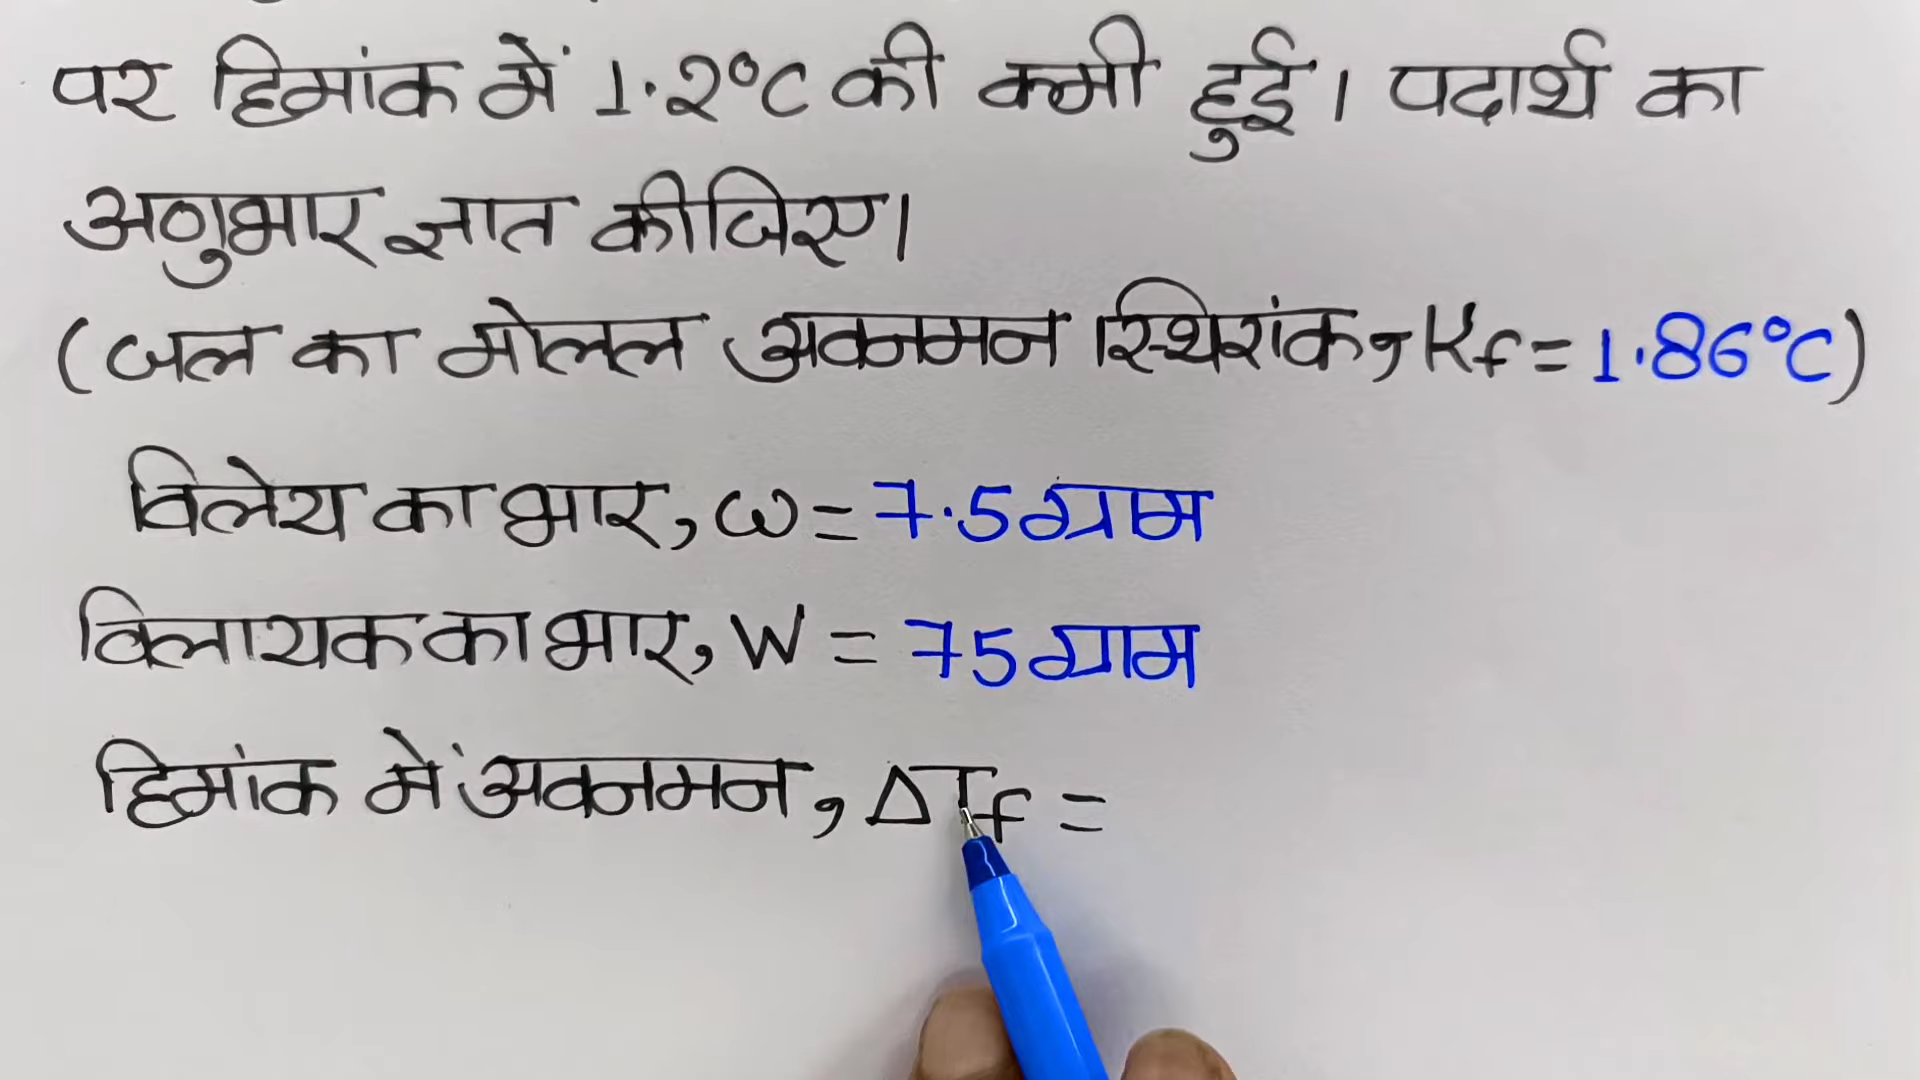 पर हिमांक में 1.2°C की कमी हुई। पदार्थ का
अणुभार ज्ञात कीजिए।
(जल का मोलल अवनमन स्थिरांक, Kf = 1.86°C)
विलेय का भार, w = 7.5 ग्राम
विलायक का भार, W = 75 ग्राम
हिमांक में अवनमन, ΔTf =